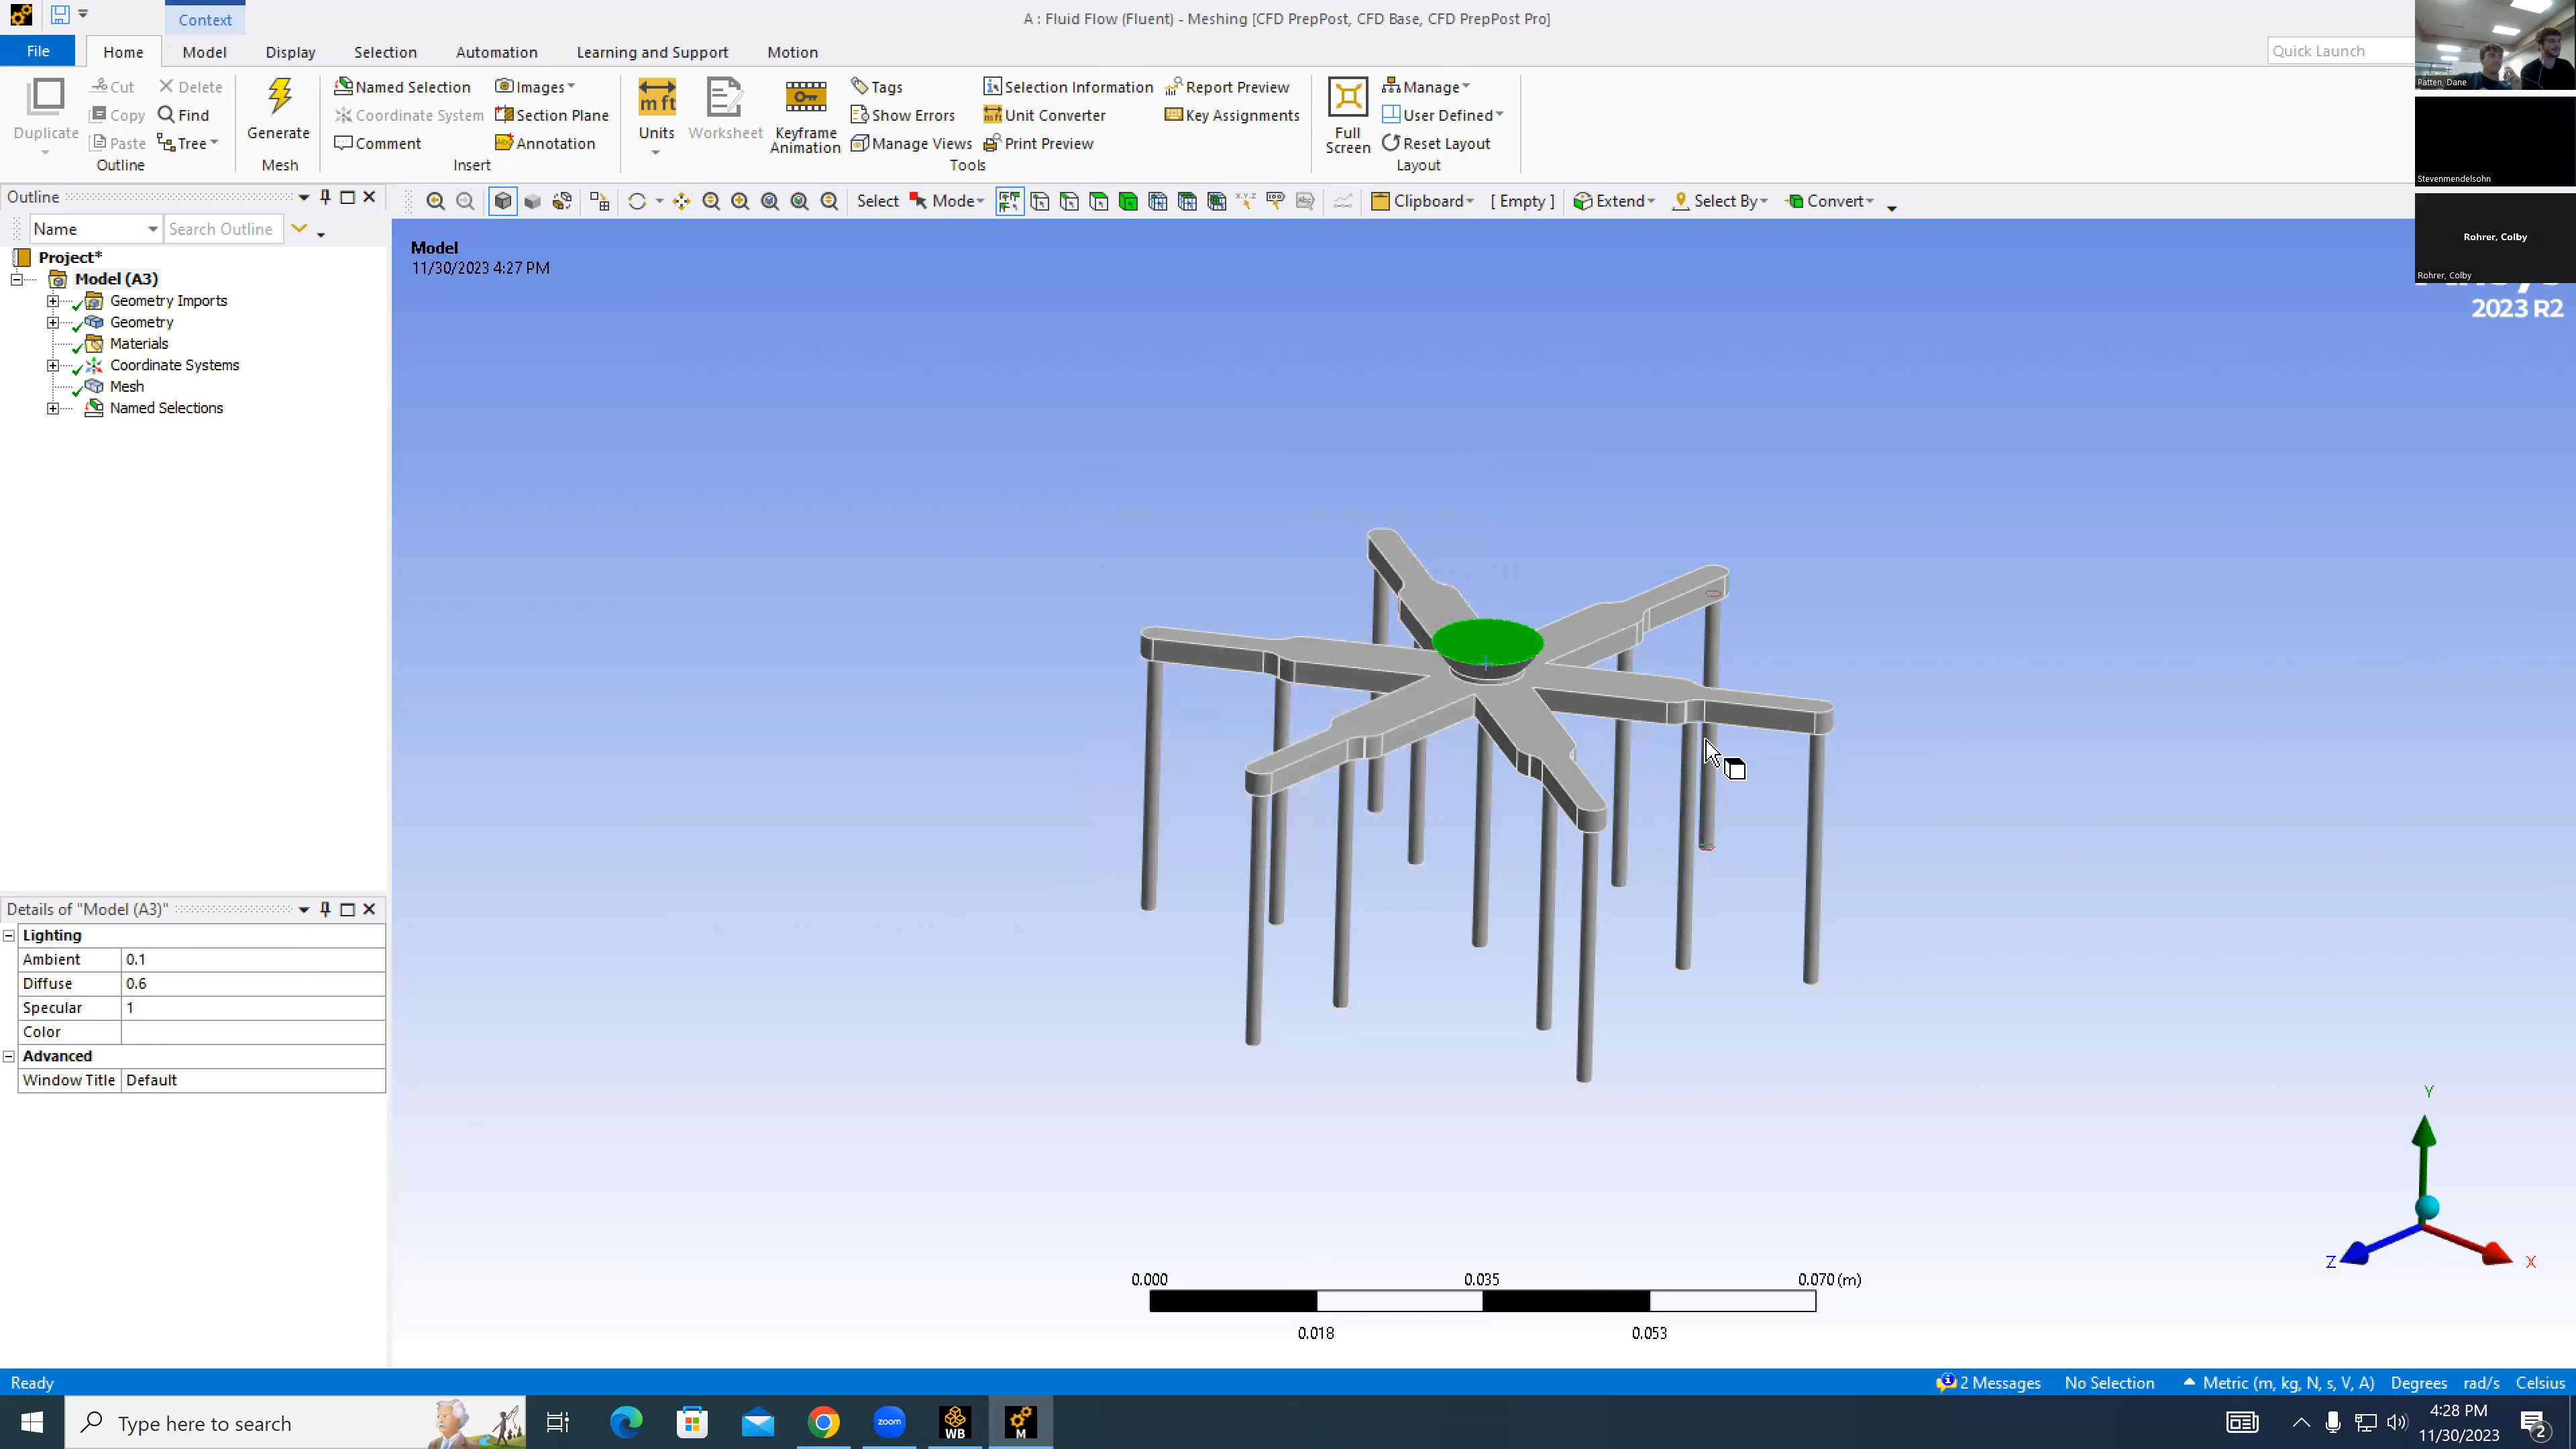 Context
A : Fluid Flow (Fluent) - Meshing [CFD PrepPost, CFD Base, CFD PrepPost Pro]
File Home Model Display Selection Automation Learning and Support Motion
Quick Launch
Duplicate
Cut Delete
Copy Find
Paste Tree
Outline
Generate
Mesh
Named Selection Images
Coordinate System Section Plane
Comment Annotation
Insert
m ft
Units Worksheet Keyframe Animation
Tags Selection Information Report Preview
Show Errors Unit Converter Key Assignments
Manage Views Print Preview
Tools
Full Screen
Manage
User Defined
Reset Layout
Layout
Patten, Dane
Stevenmendelsohn
Rohrer, Colby
Rohrer, Colby
Outline
Select Mode Clipboard [ Empty ] Extend Select By Convert
Name Search Outline
Project*
Model (A3)
Geometry Imports
Geometry
Materials
Coordinate Systems
Mesh
Named Selections
Model
11/30/2023 4:27 PM
2023 R2
Details of "Model (A3)"
Lighting
Ambient 0.1
Diffuse 0.6
Specular 1
Color
Advanced
Window Title Default
Y
Z
X
0.000 0.035 0.070 (m)
0.018 0.053
Ready
2 Messages No Selection Metric (m, kg, N, s, V, A) Degrees rad/s Celsius
Type here to search
zoom
WB
M
4:28 PM
11/30/2023
2